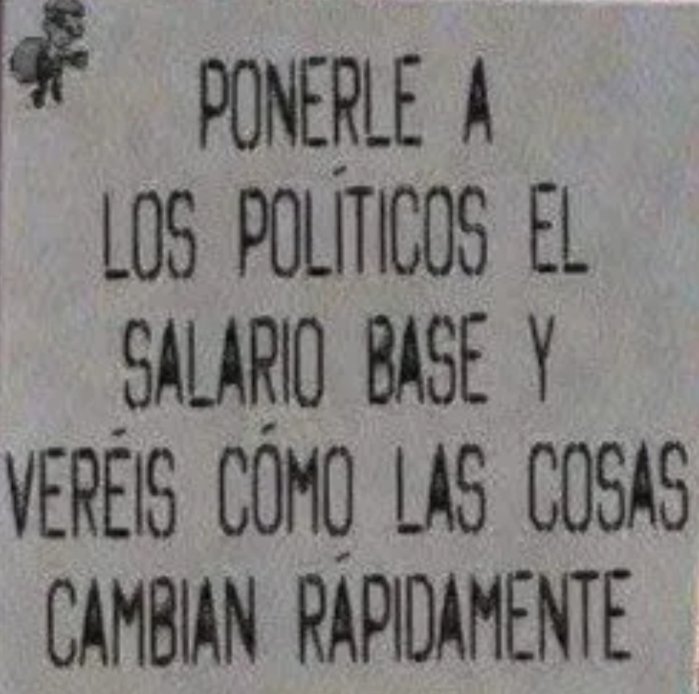 PONERLE A
LOS POLÍTICOS EL
SALARIO BASE Y
VERÉIS CÓMO LAS COSAS
CAMBIAN RÁPIDAMENTE